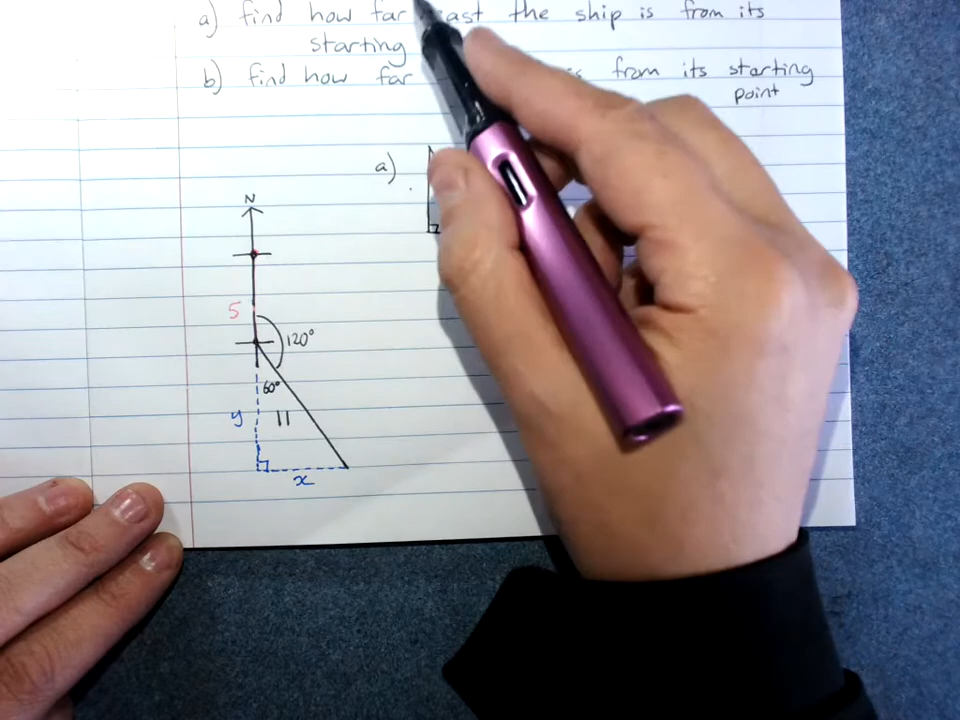 a) find how far east the ship is from its
starting
b) find how far from its starting
point
a)
N
5
120°
60°
y 11
x